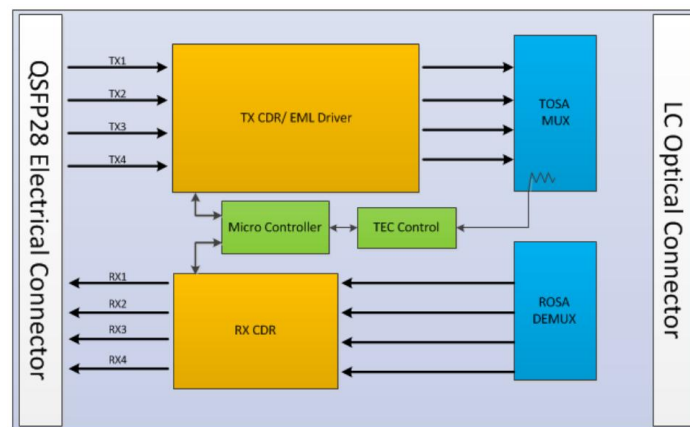 QSFP28 Electrical Connector
TX1
TX2
TX3
TX4
TX CDR/ EML Driver
TOSA
MUX
LC Optical Connector
Micro Controller
TEC Control
RX1
RX2
RX3
RX4
RX CDR
ROSA
DEMUX